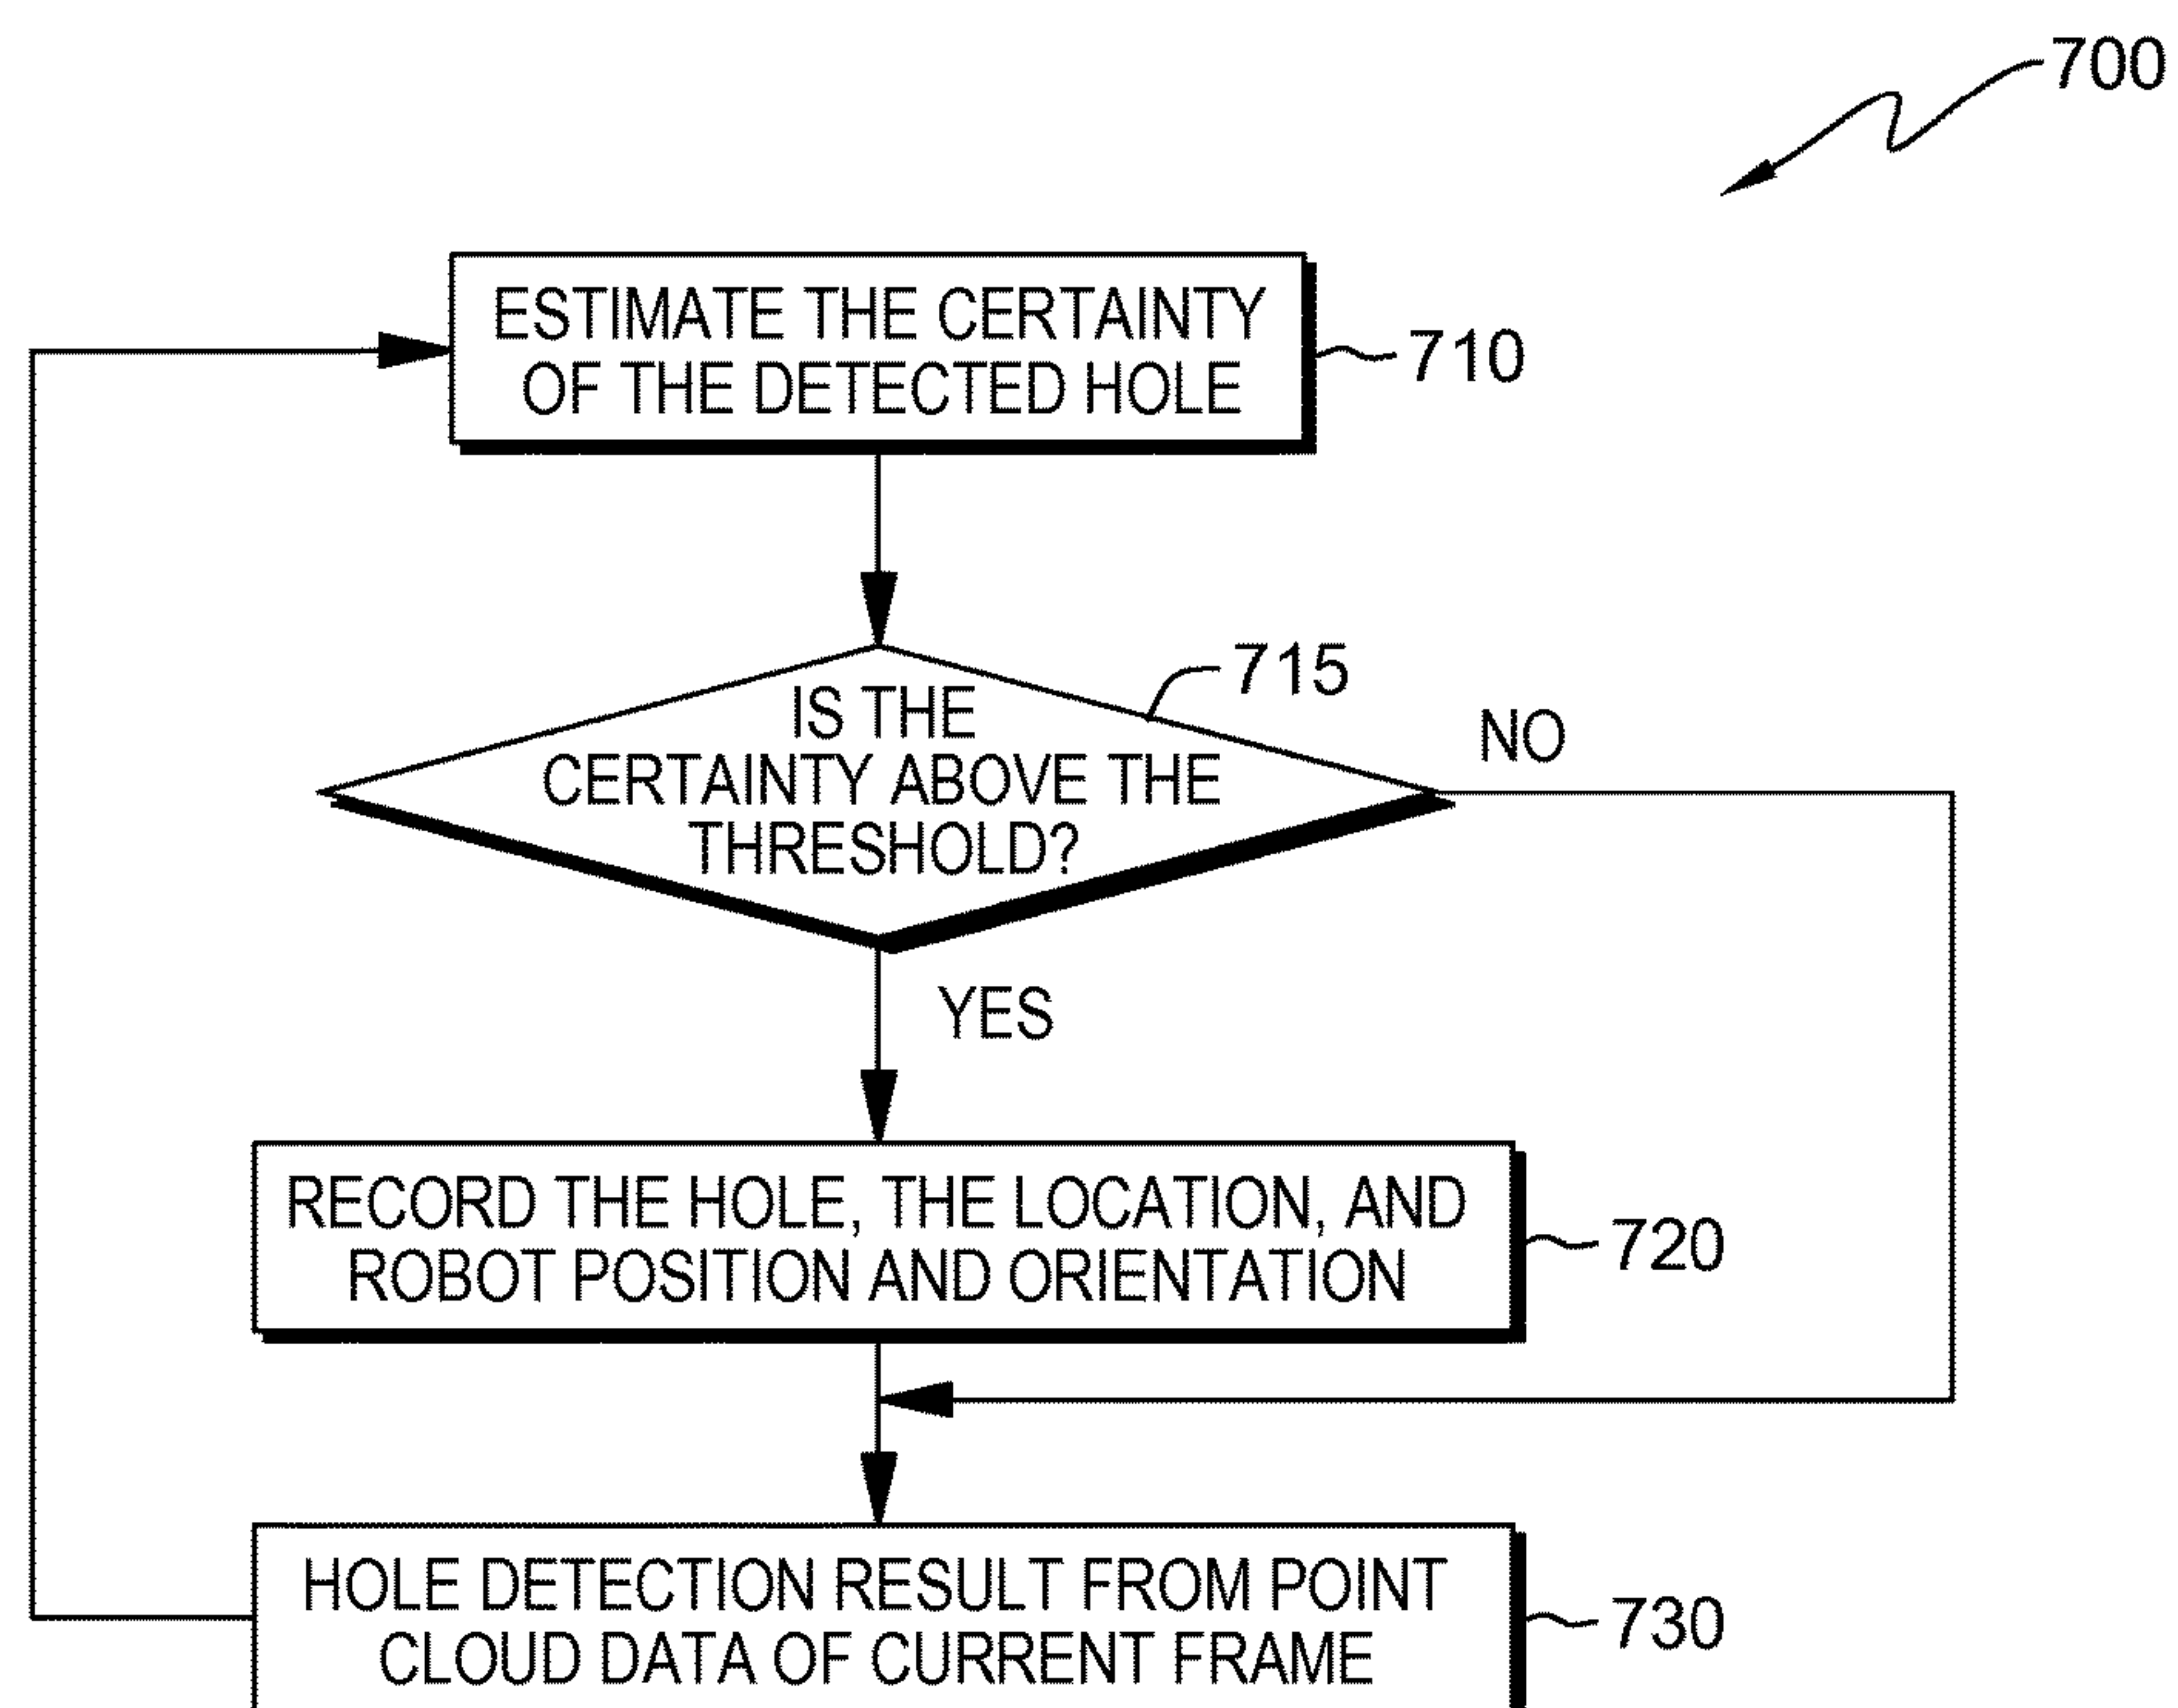 700
ESTIMATE THE CERTAINTY
OF THE DETECTED HOLE
710
715
IS THE
CERTAINTY ABOVE THE
THRESHOLD?
NO
YES
RECORD THE HOLE, THE LOCATION, AND
ROBOT POSITION AND ORIENTATION
720
HOLE DETECTION RESULT FROM POINT
CLOUD DATA OF CURRENT FRAME
730